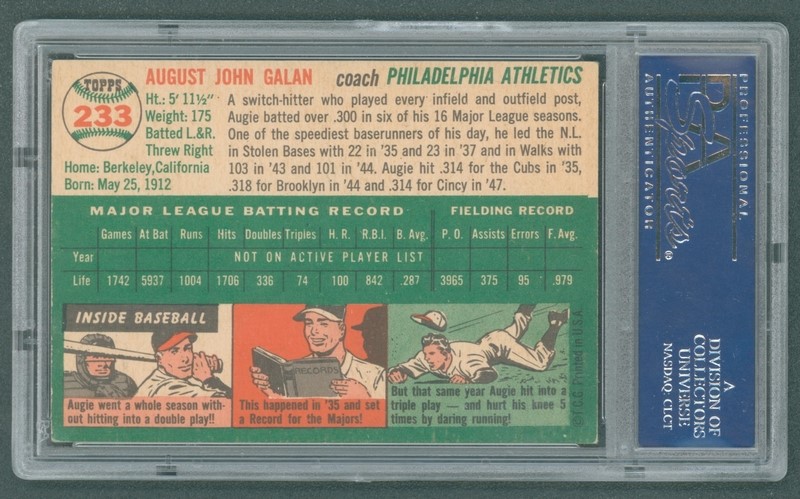 TOPPS
233
AUGUST JOHN GALAN coach PHILADELPHIA ATHLETICS
Ht.: 5' 11½"
Weight: 175
Batted L.&R.
Threw Right
Home: Berkeley, California
Born: May 25, 1912
A switch-hitter who played every infield and outfield post,
Augie batted over .300 in six of his 16 Major League seasons.
One of the speediest baserunners of his day, he led the N.L.
in Stolen Bases with 22 in '35 and 23 in '37 and in Walks with
103 in '43 and 101 in '44. Augie hit .314 for the Cubs in '35,
.318 for Brooklyn in '44 and .314 for Cincy in '47.
MAJOR LEAGUE BATTING RECORD FIELDING RECORD
Games At Bat Runs Hits Doubles Triples H. R. R.B.I. B. Avg. P. O. Assists Errors F. Avg.
Year NOT ON ACTIVE PLAYER LIST
Life 1742 5937 1004 1706 336 74 100 842 .287 3965 375 95 .979
INSIDE BASEBALL
Augie went a whole season with-
out hitting into a double play!!
RECORDS
This happened in '35 and set
a Record for the Majors!
But that same year Augie hit into a
triple play — and hurt his knee 5
times by daring running!
T.C.G. Printed in U.S.A.
PROFESSIONAL
PSA
Sports
®
AUTHENTICATOR
A
DIVISION OF
COLLECTORS
UNIVERSE
NASDAQ: CLCT